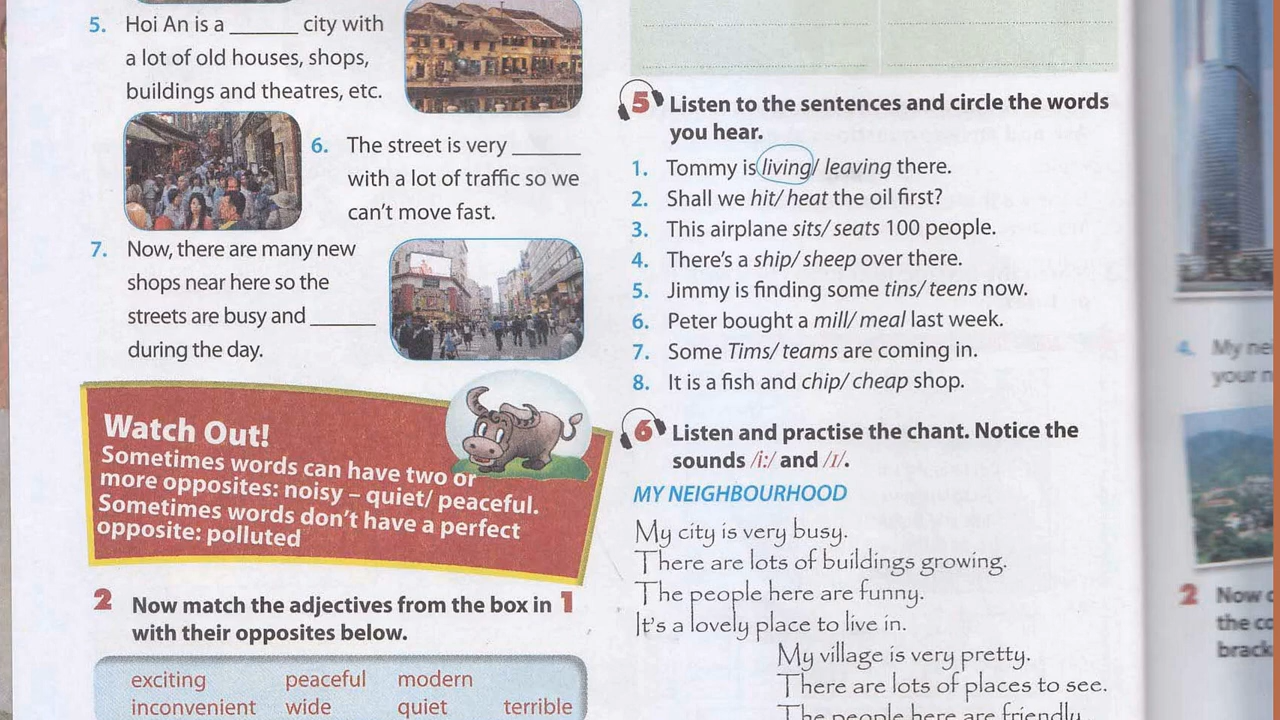 5. Hoi An is a ______ city with
a lot of old houses, shops,
buildings and theatres, etc.
6. The street is very ______
with a lot of traffic so we
can't move fast.
7. Now, there are many new
shops near here so the
streets are busy and ______
during the day.
Watch Out!
Sometimes words can have two or
more opposites: noisy – quiet/ peaceful.
Sometimes words don't have a perfect
opposite: polluted
2 Now match the adjectives from the box in 1
with their opposites below.
exciting peaceful modern
inconvenient wide quiet terrible
5 Listen to the sentences and circle the words
you hear.
1. Tommy is living/ leaving there.
2. Shall we hit/ heat the oil first?
3. This airplane sits/ seats 100 people.
4. There's a ship/ sheep over there.
5. Jimmy is finding some tins/ teens now.
6. Peter bought a mill/ meal last week.
7. Some Tims/ teams are coming in.
8. It is a fish and chip/ cheap shop.
6 Listen and practise the chant. Notice the
sounds /i:/ and /ɪ/.
MY NEIGHBOURHOOD
My city is very busy.
There are lots of buildings growing.
The people here are funny.
It's a lovely place to live in.
My village is very pretty.
There are lots of places to see.
The people here are friendly.
4. My
your
2 Now
the